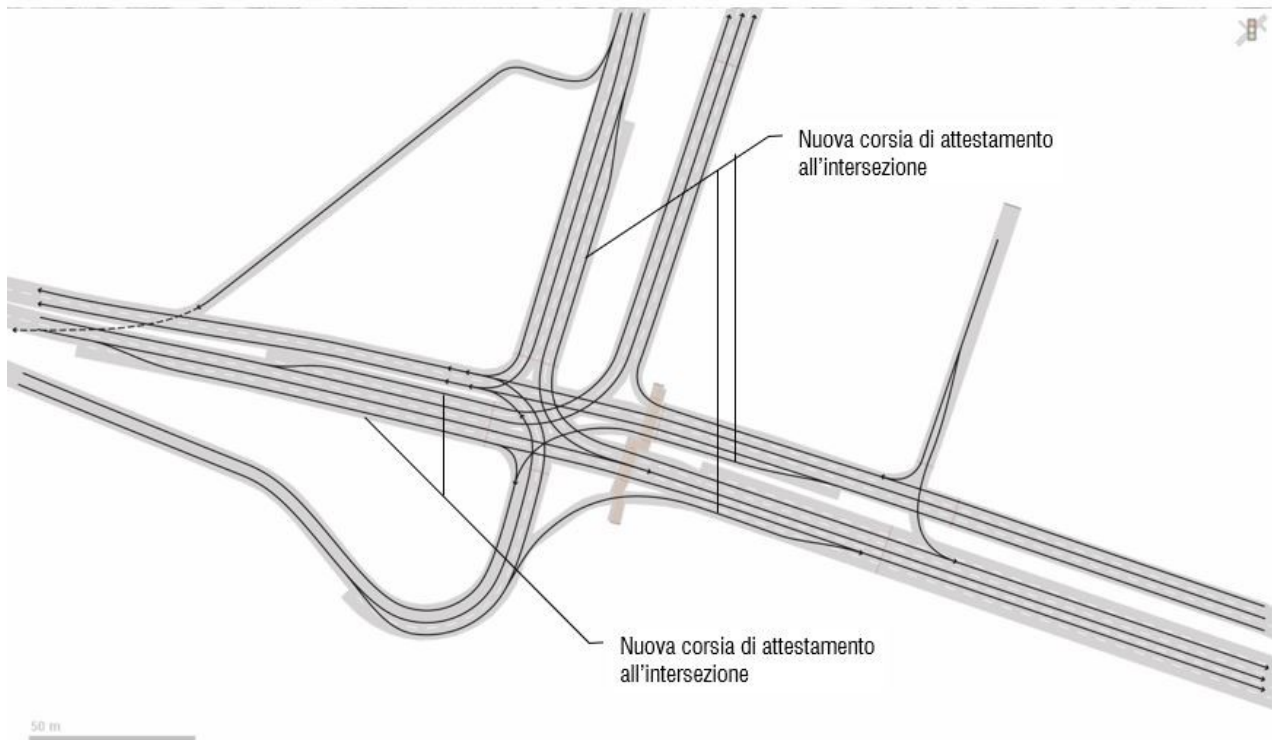 Nuova corsia di attestamento
all'intersezione
Nuova corsia di attestamento
all'intersezione
50 m